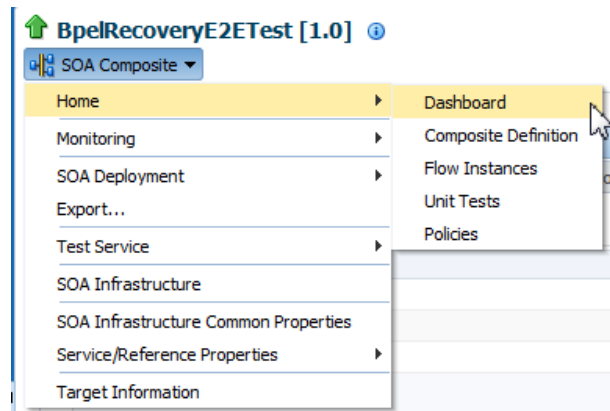 BpelRecoveryE2ETest [1.0]
SOA Composite
Home
Monitoring
SOA Deployment
Export...
Test Service
SOA Infrastructure
SOA Infrastructure Common Properties
Service/Reference Properties
Target Information
Dashboard
Composite Definition
Flow Instances
Unit Tests
Policies